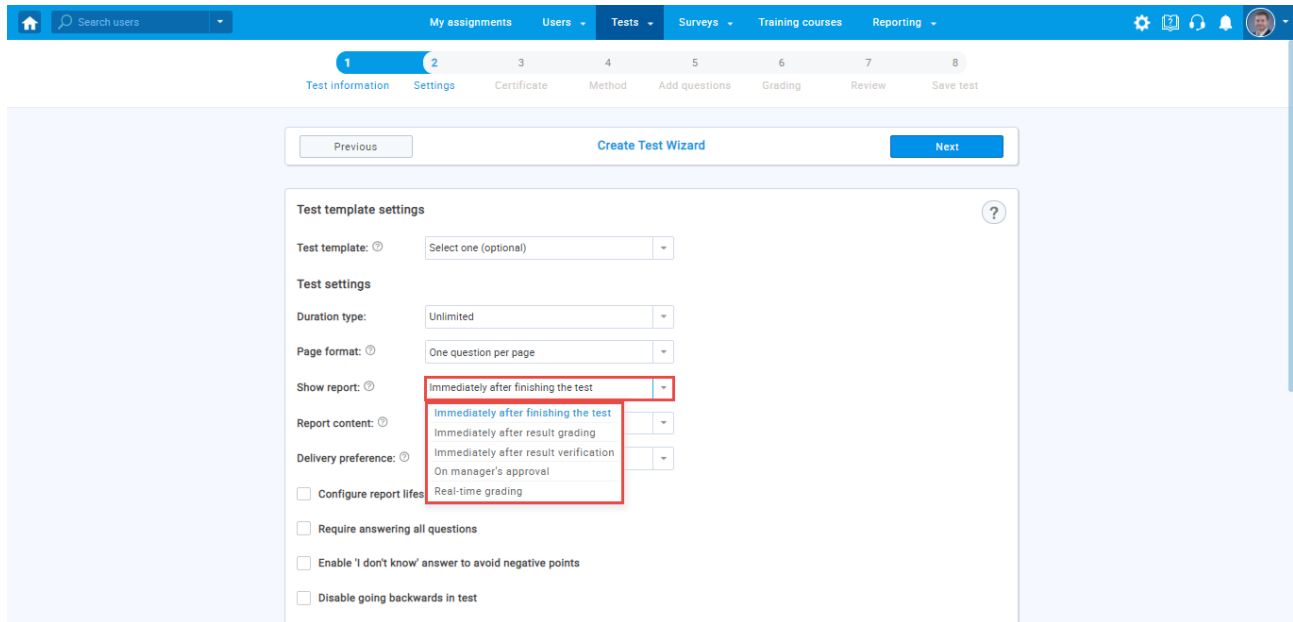 Search users
My assignments Users Tests Surveys Training courses Reporting
1 2 3 4 5 6 7 8
Test information Settings Certificate Method Add questions Grading Review Save test
Previous Create Test Wizard Next
Test template settings ?
Test template: ? Select one (optional)
Test settings
Duration type: Unlimited
Page format: ? One question per page
Show report: ? Immediately after finishing the test
Immediately after finishing the test
Report content: ?
Immediately after result grading
Immediately after result verification
Delivery preference: ?
On manager's approval
Real-time grading
Configure report lifes
Require answering all questions
Enable 'I don't know' answer to avoid negative points
Disable going backwards in test